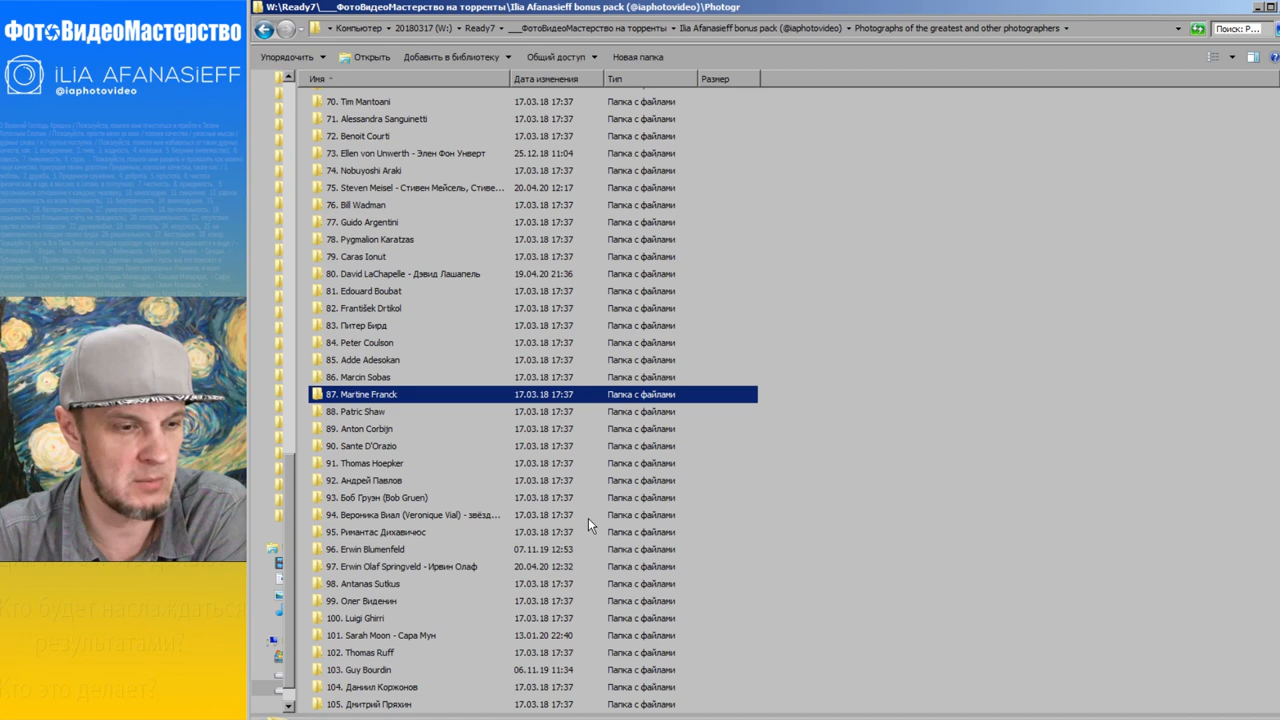 ФотоВидеоМастерство
iLIA AFANASIEFF
@iaphotovideo
Кто будет наслаждаться
результатами?
Кто это делает?
W:\Ready7\___ФотоВидеоМастерство на торренты\Ilia Afanasieff bonus pack (@iaphotovideo)\Photogr
Компьютер 20180317 (W:) Ready7 ___ФотоВидеоМастерство на торренты Ilia Afanasieff bonus pack (@iaphotovideo) Photographs of the greatest and other photographers Поиск: P...
Упорядочить Открыть Добавить в библиотеку Общий доступ Новая папка
Имя Дата изменения Тип Размер
70. Tim Mantoani 17.03.18 17:37 Папка с файлами
71. Alessandra Sanguinetti 17.03.18 17:37 Папка с файлами
72. Benoit Courti 17.03.18 17:37 Папка с файлами
73. Ellen von Unwerth - Элен Фон Унверт 25.12.18 11:04 Папка с файлами
74. Nobuyoshi Araki 17.03.18 17:37 Папка с файлами
75. Steven Meisel - Стивен Мейсель, Стиве... 20.04.20 12:17 Папка с файлами
76. Bill Wadman 17.03.18 17:37 Папка с файлами
77. Guido Argentini 17.03.18 17:37 Папка с файлами
78. Pygmalion Karatzas 17.03.18 17:37 Папка с файлами
79. Caras Ionut 17.03.18 17:37 Папка с файлами
80. David LaChapelle - Дэвид Лашапель 19.04.20 21:36 Папка с файлами
81. Edouard Boubat 17.03.18 17:37 Папка с файлами
82. František Drtikol 17.03.18 17:37 Папка с файлами
83. Питер Бирд 17.03.18 17:37 Папка с файлами
84. Peter Coulson 17.03.18 17:37 Папка с файлами
85. Adde Adesokan 17.03.18 17:37 Папка с файлами
86. Marcin Sobas 17.03.18 17:37 Папка с файлами
87. Martine Franck 17.03.18 17:37 Папка с файлами
88. Patric Shaw 17.03.18 17:37 Папка с файлами
89. Anton Corbijn 17.03.18 17:37 Папка с файлами
90. Sante D'Orazio 17.03.18 17:37 Папка с файлами
91. Thomas Hoepker 17.03.18 17:37 Папка с файлами
92. Андрей Павлов 17.03.18 17:37 Папка с файлами
93. Боб Груэн (Bob Gruen) 17.03.18 17:37 Папка с файлами
94. Вероника Виал (Veronique Vial) - звёзд... 17.03.18 17:37 Папка с файлами
95. Римантас Дихавичюс 17.03.18 17:37 Папка с файлами
96. Erwin Blumenfeld 07.11.19 12:53 Папка с файлами
97. Erwin Olaf Springveld - Ирвин Олаф 20.04.20 12:32 Папка с файлами
98. Antanas Sutkus 17.03.18 17:37 Папка с файлами
99. Олег Виденин 17.03.18 17:37 Папка с файлами
100. Luigi Ghirri 17.03.18 17:37 Папка с файлами
101. Sarah Moon - Сара Мун 13.01.20 22:40 Папка с файлами
102. Thomas Ruff 17.03.18 17:37 Папка с файлами
103. Guy Bourdin 06.11.19 11:34 Папка с файлами
104. Даниил Коржонов 17.03.18 17:37 Папка с файлами
105. Дмитрий Пряхин 17.03.18 17:37 Папка с файлами